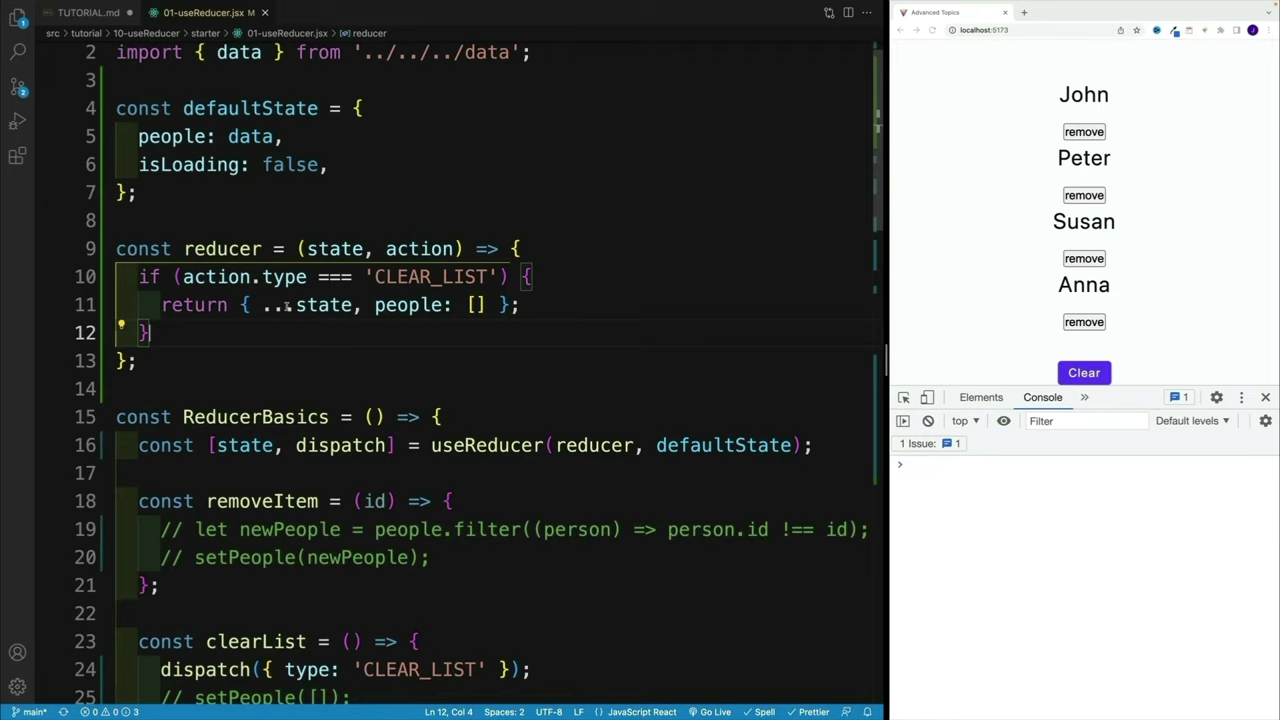 TUTORIAL.md
01-useReducer.jsx
src > tutorial > 10-useReducer > starter > 01-useReducer.jsx > reducer
2 import { data } from '../../../data';
3
4 const defaultState = {
5 people: data,
6 isLoading: false,
7 };
8
9 const reducer = (state, action) => {
10 if (action.type === 'CLEAR_LIST') {
11 return { ...state, people: [] };
12 }
13 };
14
15 const ReducerBasics = () => {
16 const [state, dispatch] = useReducer(reducer, defaultState);
17
18 const removeItem = (id) => {
19 // let newPeople = people.filter((person) => person.id !== id);
20 // setPeople(newPeople);
21 };
22
23 const clearList = () => {
24 dispatch({ type: 'CLEAR_LIST' });
25 // setPeople([]);
main*
0 0 3
Ln 12, Col 4
Spaces: 2
UTF-8
LF
JavaScript React
Go Live
Spell
Prettier
Advanced Topics
localhost:5173
John
remove
Peter
remove
Susan
remove
Anna
remove
Clear
Elements
Console
1
top
Filter
Default levels
1 Issue: 1